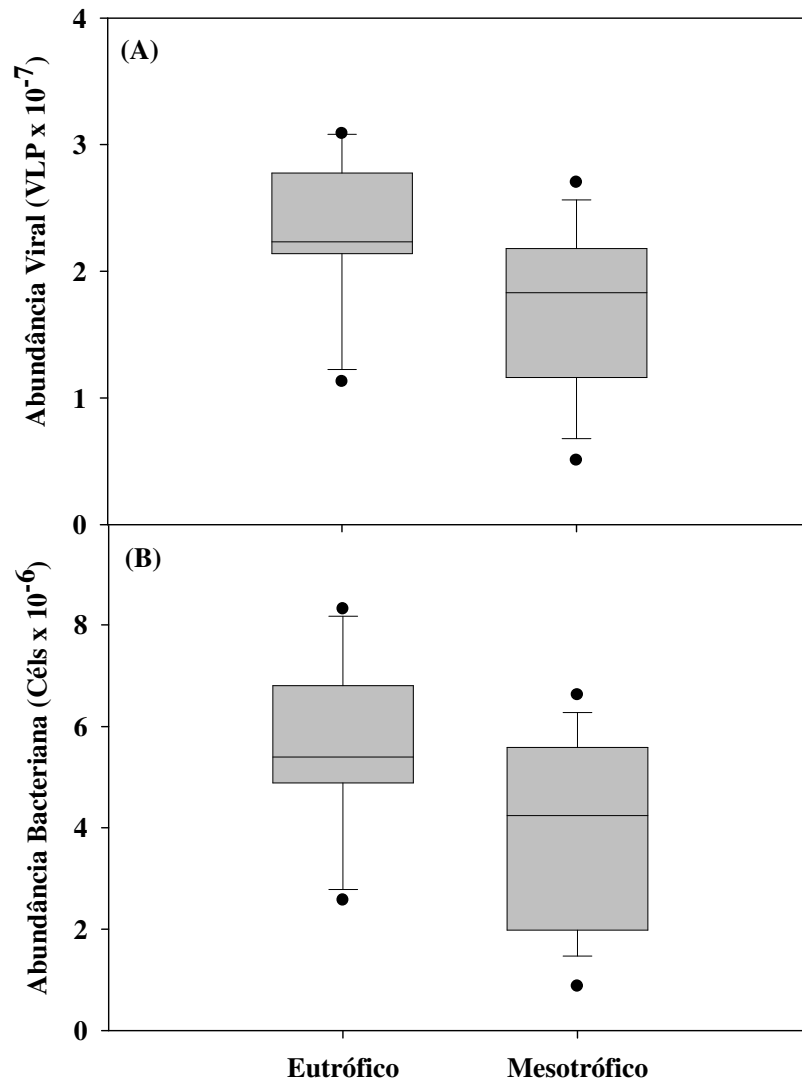 (A)
Abundância Viral (VLP x 10-7)
4
3
2
1
0
(B)
Abundância Bacteriana (Céls x 10-6)
8
6
4
2
0
Eutrófico Mesotrófico